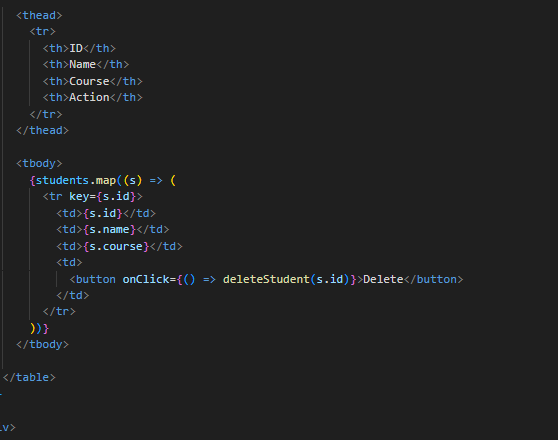 <thead>
<tr>
<th>ID</th>
<th>Name</th>
<th>Course</th>
<th>Action</th>
</tr>
</thead>
<tbody>
{students.map((s) => (
<tr key={s.id}>
<td>{s.id}</td>
<td>{s.name}</td>
<td>{s.course}</td>
<td>
<button onClick={() => deleteStudent(s.id)}>Delete</button>
</td>
</tr>
))}
</tbody>
</table>
iv>